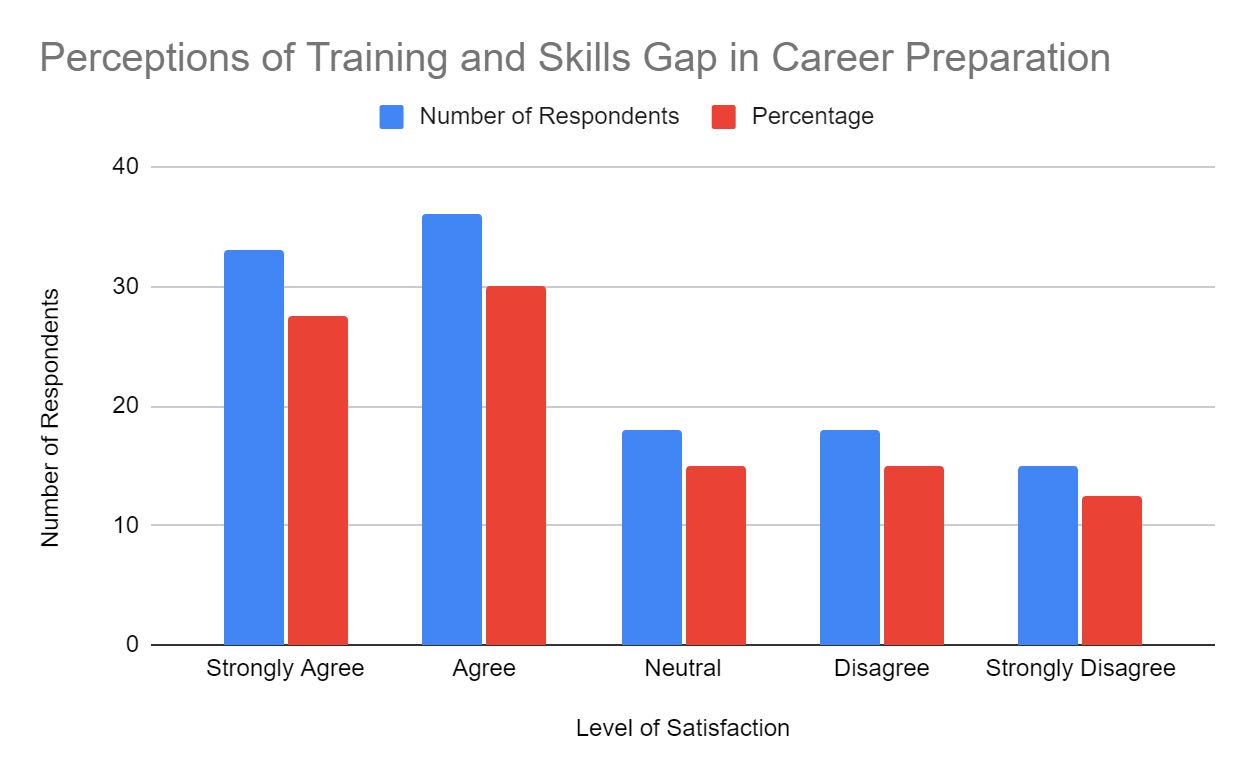 Perceptions of Training and Skills Gap in Career Preparation
Number of Respondents Percentage
40
30
20
10
0
Number of Respondents
Strongly Agree Agree Neutral Disagree Strongly Disagree
Level of Satisfaction